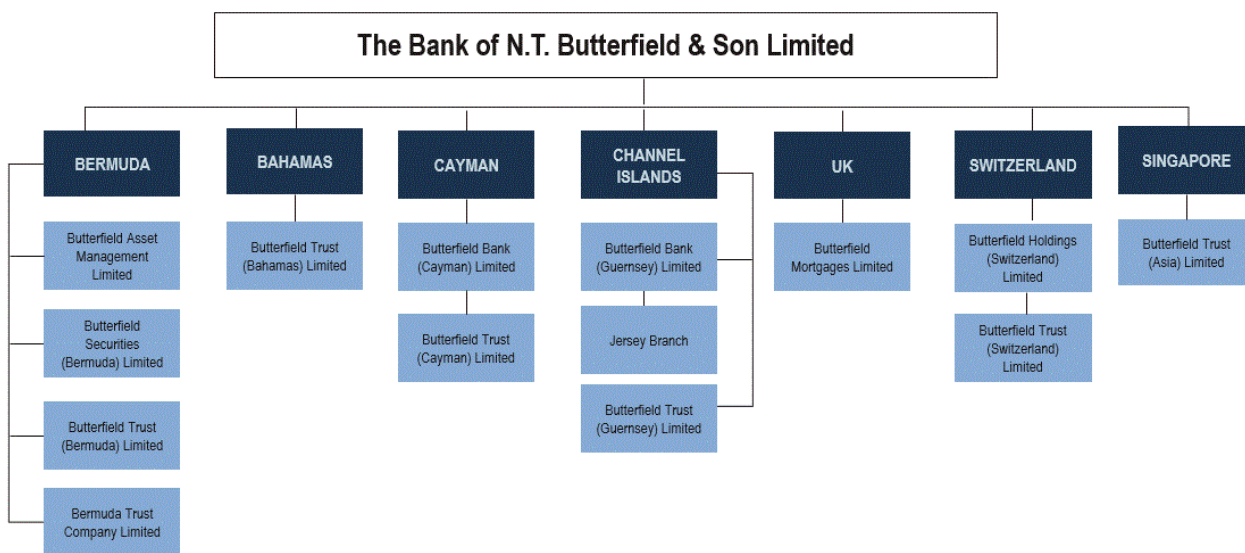 The Bank of N.T. Butterfield & Son Limited
BERMUDA
Butterfield Asset
Management
Limited
Butterfield
Securities
(Bermuda) Limited
Butterfield Trust
(Bermuda) Limited
Bermuda Trust
Company Limited
BAHAMAS
Butterfield Trust
(Bahamas) Limited
CAYMAN
Butterfield Bank
(Cayman) Limited
Butterfield Trust
(Cayman) Limited
CHANNEL
ISLANDS
Butterfield Bank
(Guernsey) Limited
Jersey Branch
Butterfield Trust
(Guernsey) Limited
UK
Butterfield
Mortgages Limited
SWITZERLAND
Butterfield Holdings
(Switzerland)
Limited
Butterfield Trust
(Switzerland)
Limited
SINGAPORE
Butterfield Trust
(Asia) Limited